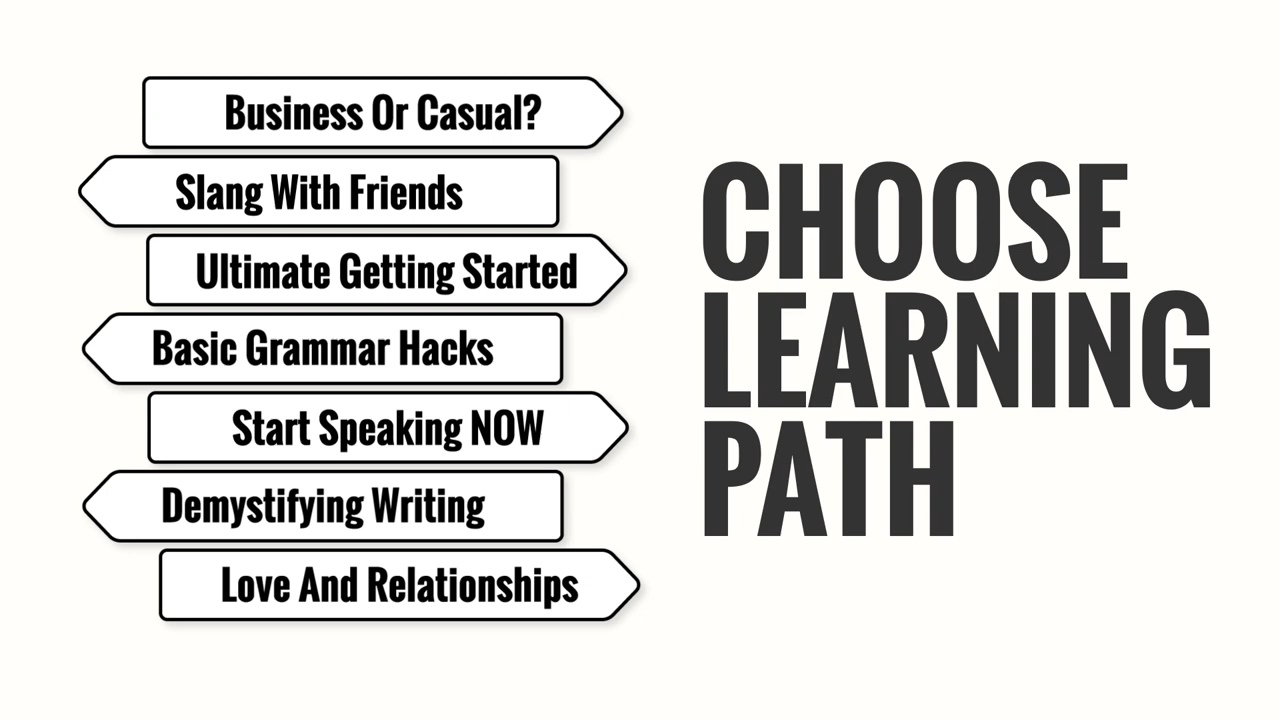 Business Or Casual?
Slang With Friends
Ultimate Getting Started
Basic Grammar Hacks
Start Speaking NOW
Demystifying Writing
Love And Relationships
CHOOSE
LEARNING
PATH